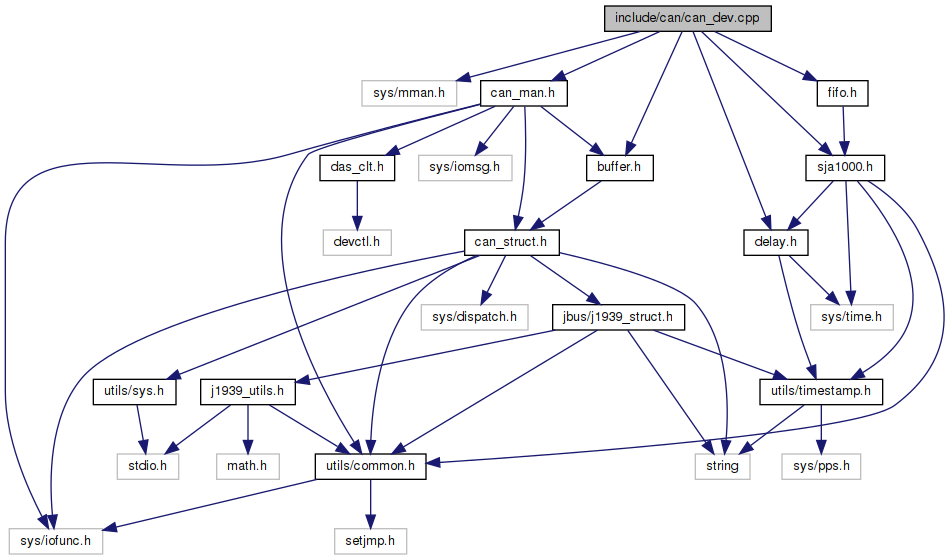 include/can/can_dev.cpp
sys/mman.h
can_man.h
fifo.h
das_clt.h
sys/iomsg.h
buffer.h
sja1000.h
devctl.h
can_struct.h
delay.h
sys/dispatch.h
jbus/j1939_struct.h
sys/time.h
utils/sys.h
j1939_utils.h
utils/timestamp.h
stdio.h
math.h
utils/common.h
string
sys/pps.h
sys/iofunc.h
setjmp.h